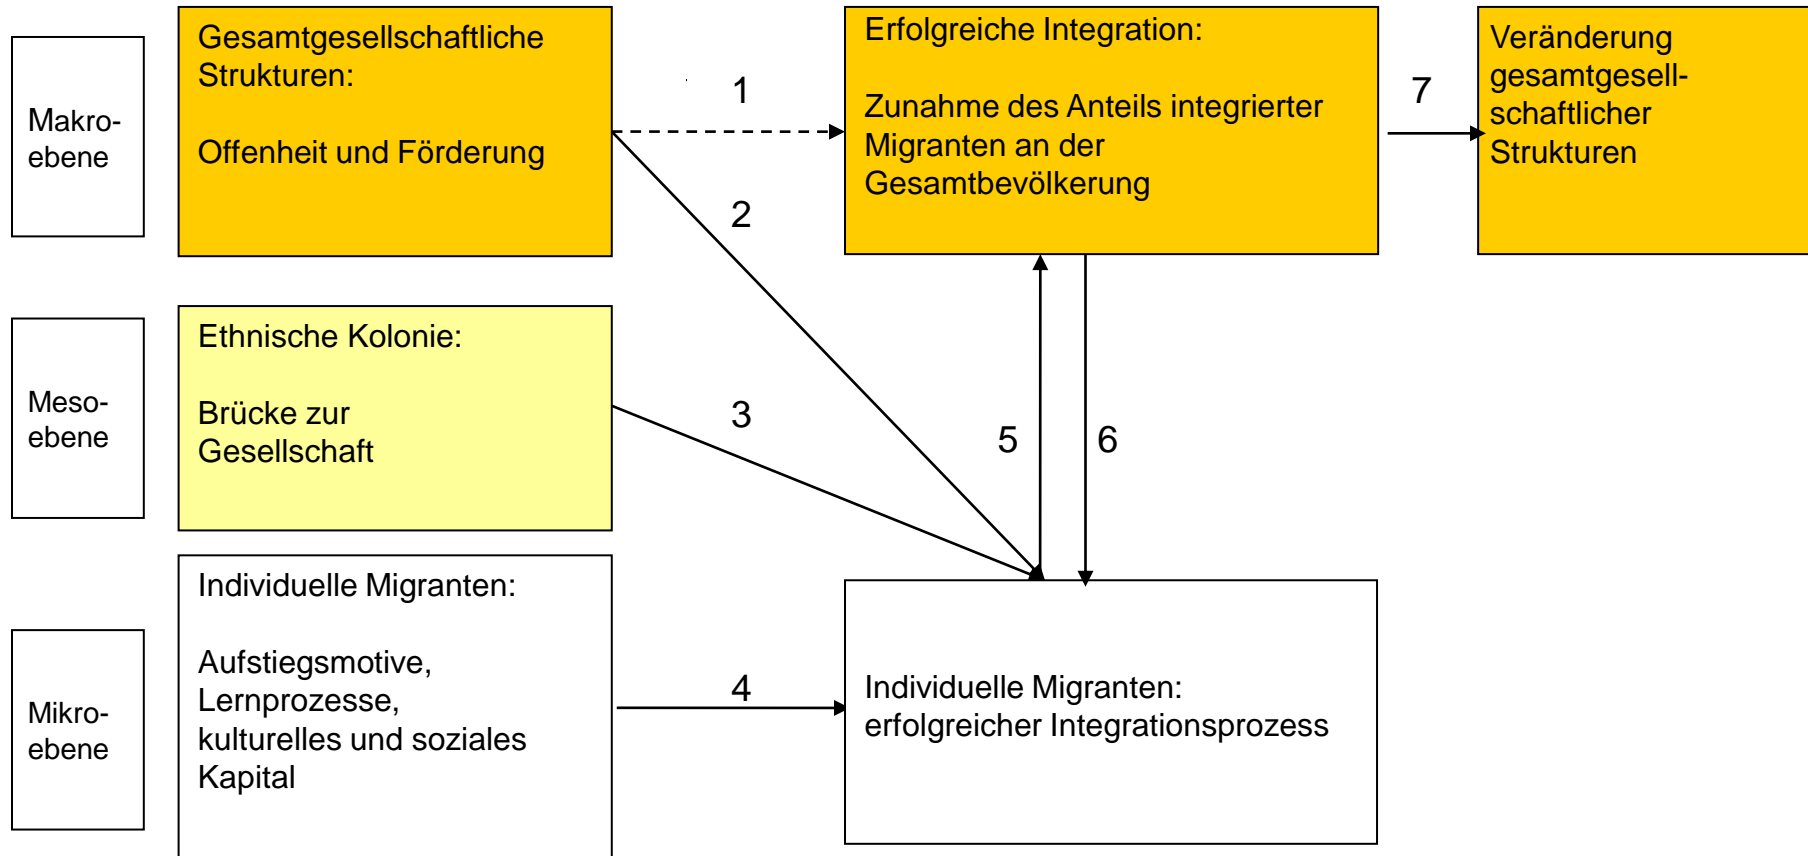 Makro-
ebene
Gesamtgesellschaftliche
Strukturen:
Offenheit und Förderung
1
2
Erfolgreiche Integration:
Zunahme des Anteils integrierter
Migranten an der
Gesamtbevölkerung
7
Veränderung
gesamtgesell-
schaftlicher
Strukturen
Meso-
ebene
Ethnische Kolonie:
Brücke zur
Gesellschaft
3
5
6
Mikro-
ebene
Individuelle Migranten:
Aufstiegsmotive,
Lernprozesse,
kulturelles und soziales
Kapital
4
Individuelle Migranten:
erfolgreicher Integrationsprozess